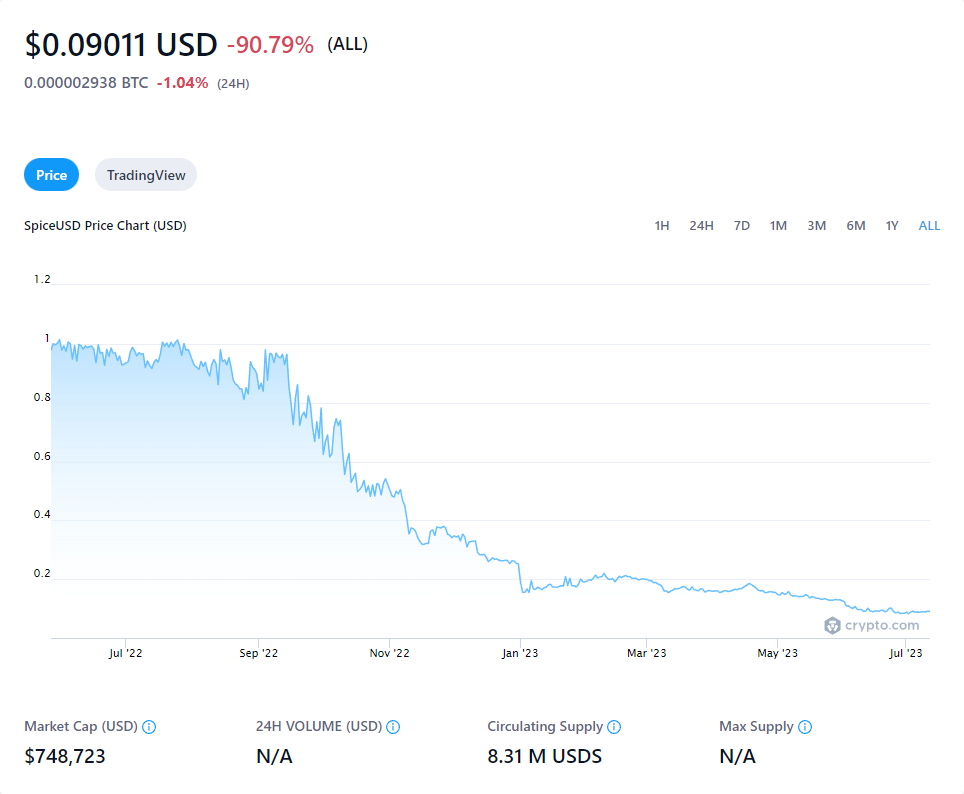 $0.09011 USD -90.79% (ALL)
0.000002938 BTC -1.04% (24H)
Price TradingView
SpiceUSD Price Chart (USD) 1H 24H 7D 1M 3M 6M 1Y ALL
1.2
1
0.8
0.6
0.4
0.2
crypto.com
Jul '22 Sep '22 Nov '22 Jan '23 Mar '23 May '23 Jul '23
Market Cap (USD) 24H VOLUME (USD) Circulating Supply Max Supply
$748,723 N/A 8.31 M USDS N/A